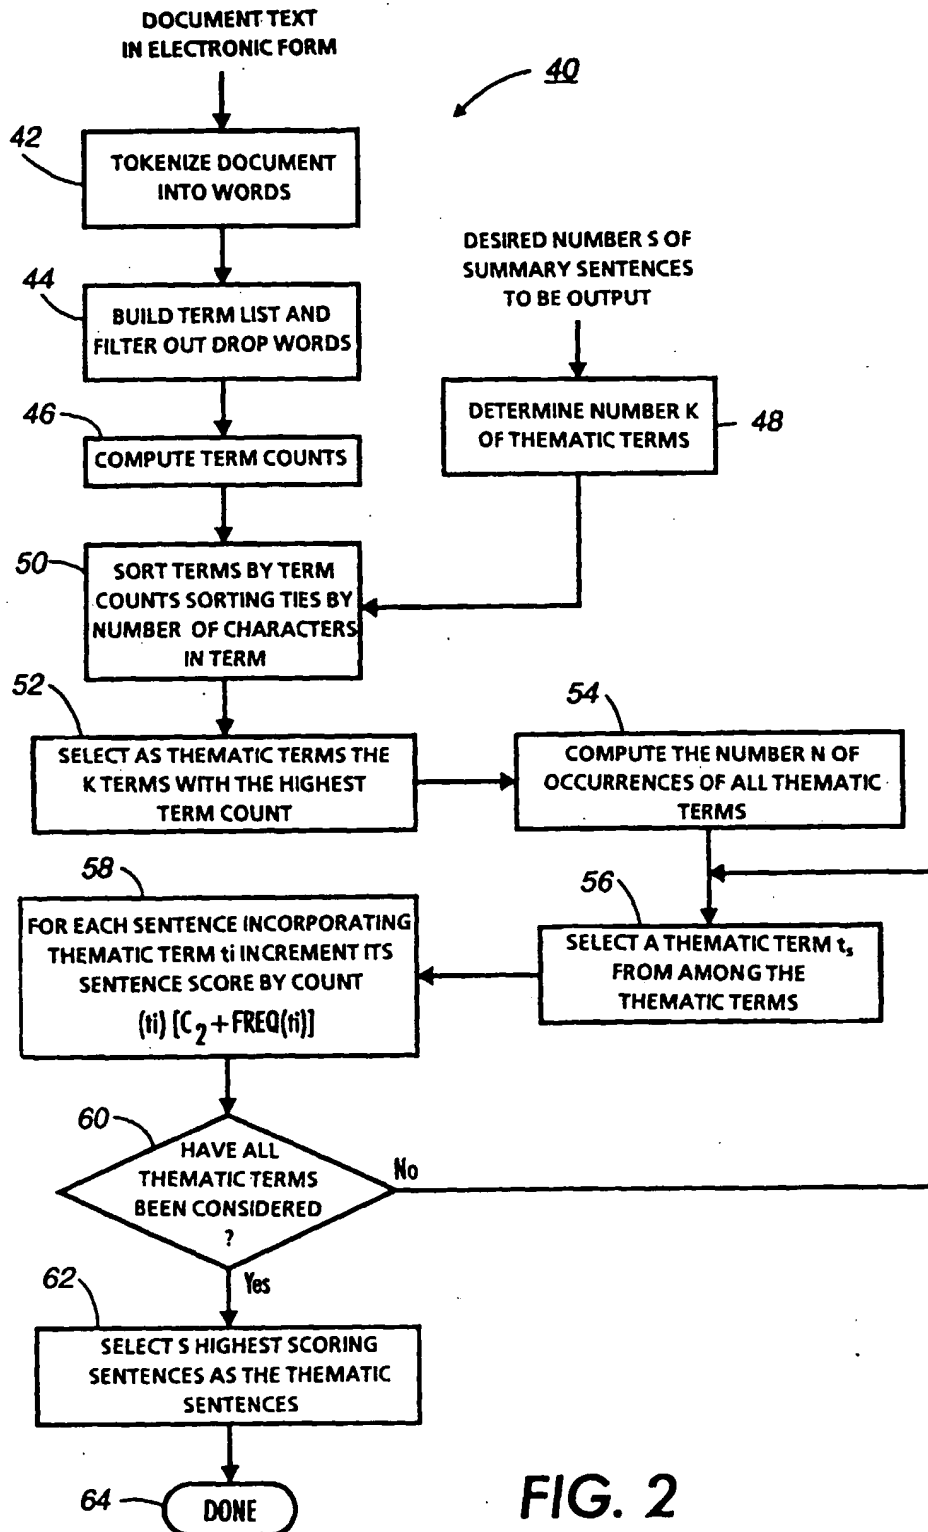 DOCUMENT TEXT
IN ELECTRONIC FORM
40
42
TOKENIZE DOCUMENT
INTO WORDS
DESIRED NUMBER S OF
SUMMARY SENTENCES
TO BE OUTPUT
44
BUILD TERM LIST AND
FILTER OUT DROP WORDS
DETERMINE NUMBER K
OF THEMATIC TERMS
48
46
COMPUTE TERM COUNTS
50
SORT TERMS BY TERM
COUNTS SORTING TIES BY
NUMBER OF CHARACTERS
IN TERM
52
SELECT AS THEMATIC TERMS THE
K TERMS WITH THE HIGHEST
TERM COUNT
54
COMPUTE THE NUMBER N OF
OCCURRENCES OF ALL THEMATIC
TERMS
56
SELECT A THEMATIC TERM ts
FROM AMONG THE
THEMATIC TERMS
58
FOR EACH SENTENCE INCORPORATING
THEMATIC TERM ti INCREMENT ITS
SENTENCE SCORE BY COUNT
(ti) [C2+FREQ(ti)]
60
HAVE ALL
THEMATIC TERMS
BEEN CONSIDERED
?
No
Yes
62
SELECT S HIGHEST SCORING
SENTENCES AS THE THEMATIC
SENTENCES
64
DONE
FIG. 2